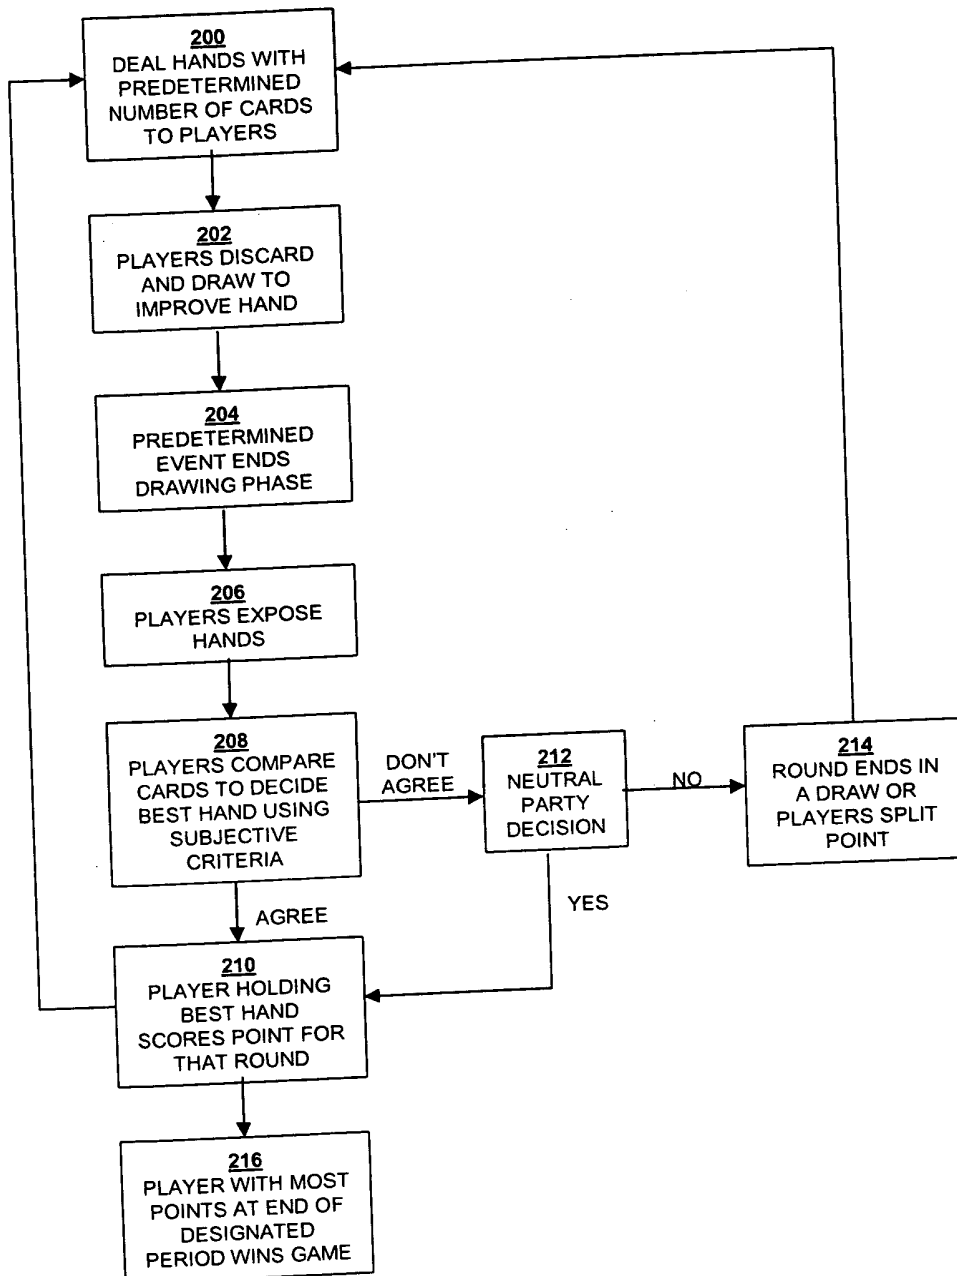 200
DEAL HANDS WITH
PREDETERMINED
NUMBER OF CARDS
TO PLAYERS
202
PLAYERS DISCARD
AND DRAW TO
IMPROVE HAND
204
PREDETERMINED
EVENT ENDS
DRAWING PHASE
206
PLAYERS EXPOSE
HANDS
208
PLAYERS COMPARE
CARDS TO DECIDE
BEST HAND USING
SUBJECTIVE
CRITERIA
DON'T
AGREE
212
NEUTRAL
PARTY
DECISION
NO
214
ROUND ENDS IN
A DRAW OR
PLAYERS SPLIT
POINT
AGREE
YES
210
PLAYER HOLDING
BEST HAND
SCORES POINT FOR
THAT ROUND
216
PLAYER WITH MOST
POINTS AT END OF
DESIGNATED
PERIOD WINS GAME